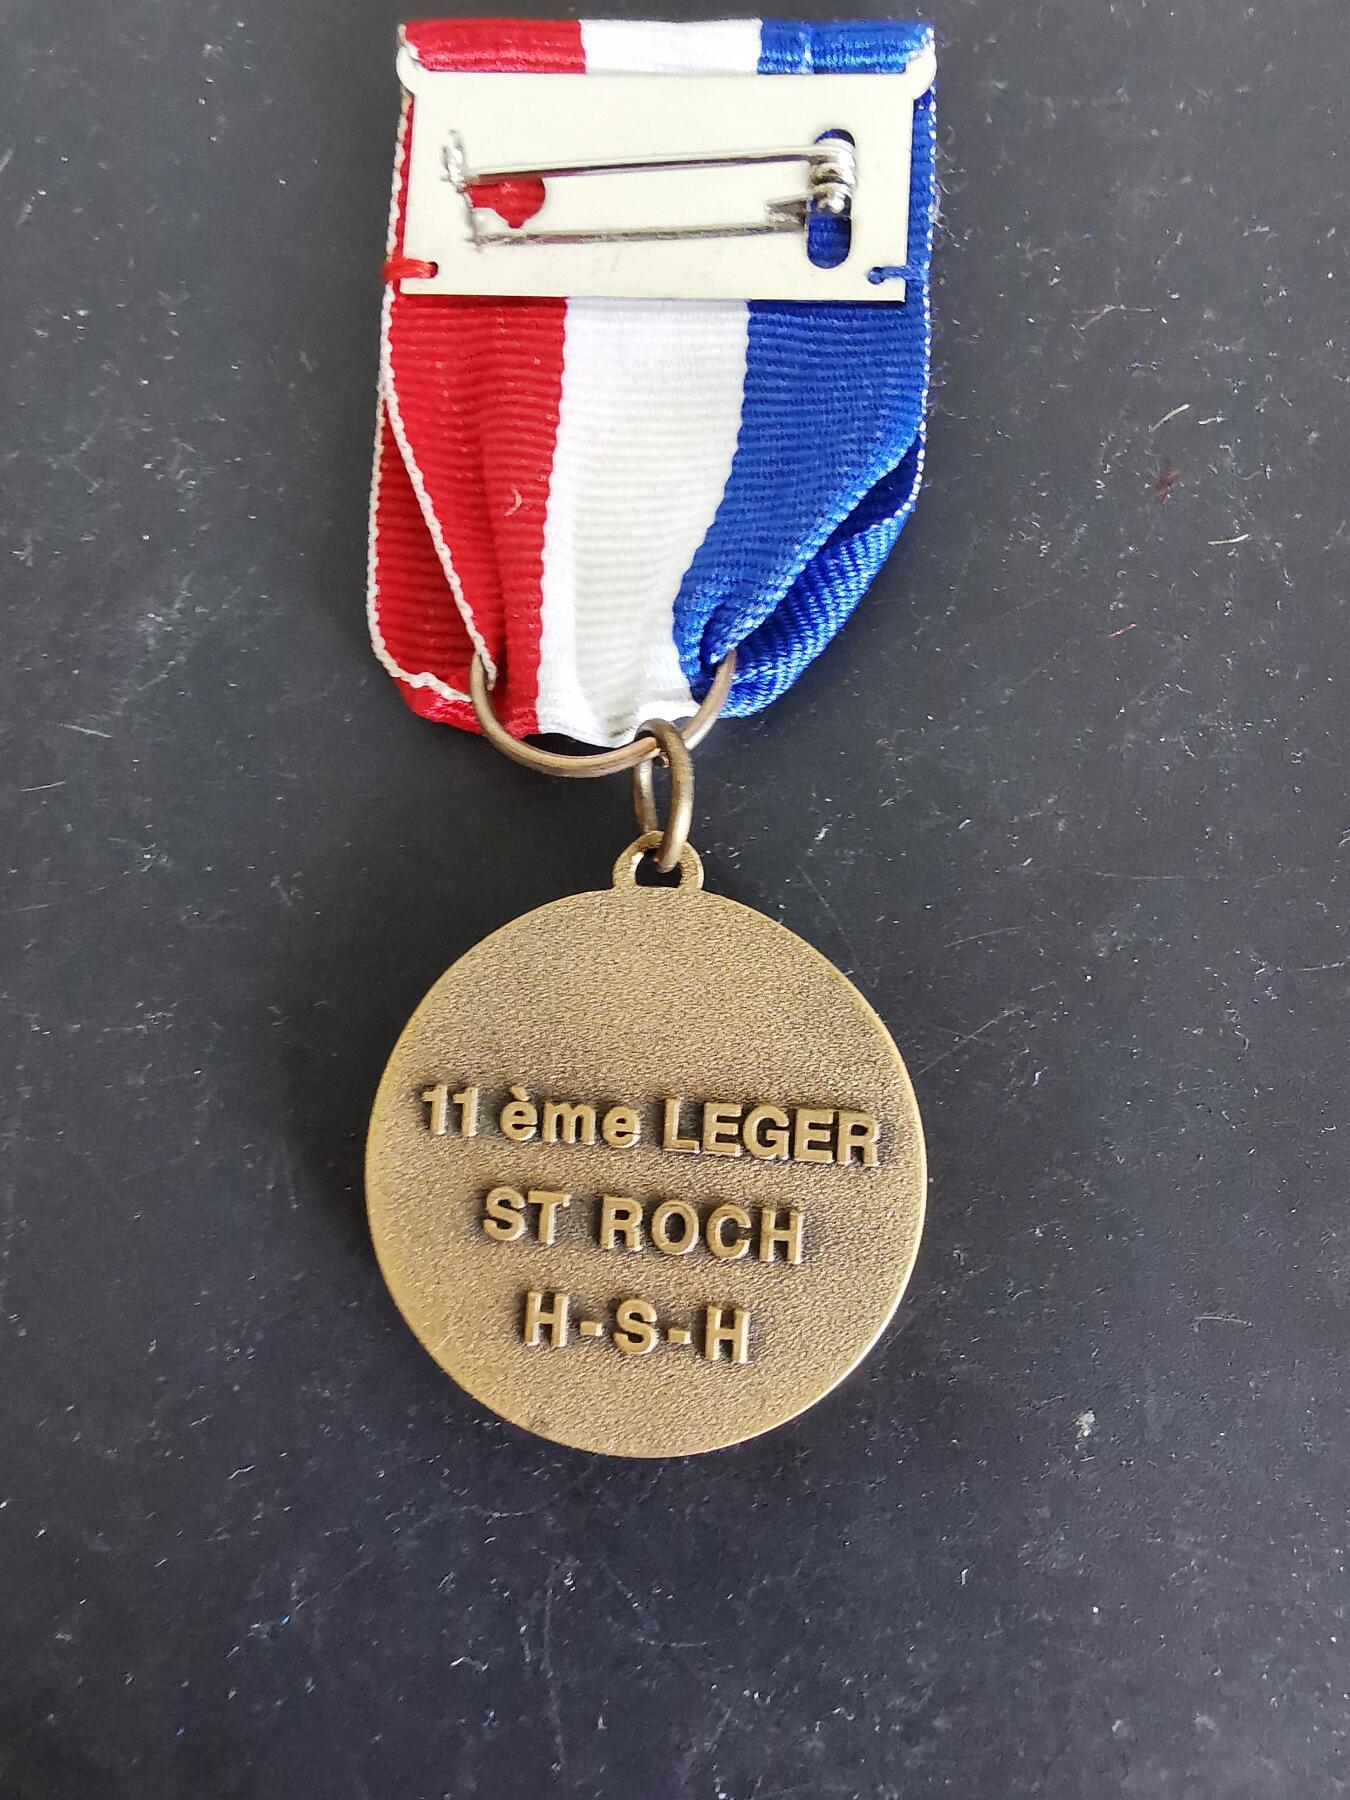 11 ème LEGER
ST ROCH
H-S-H